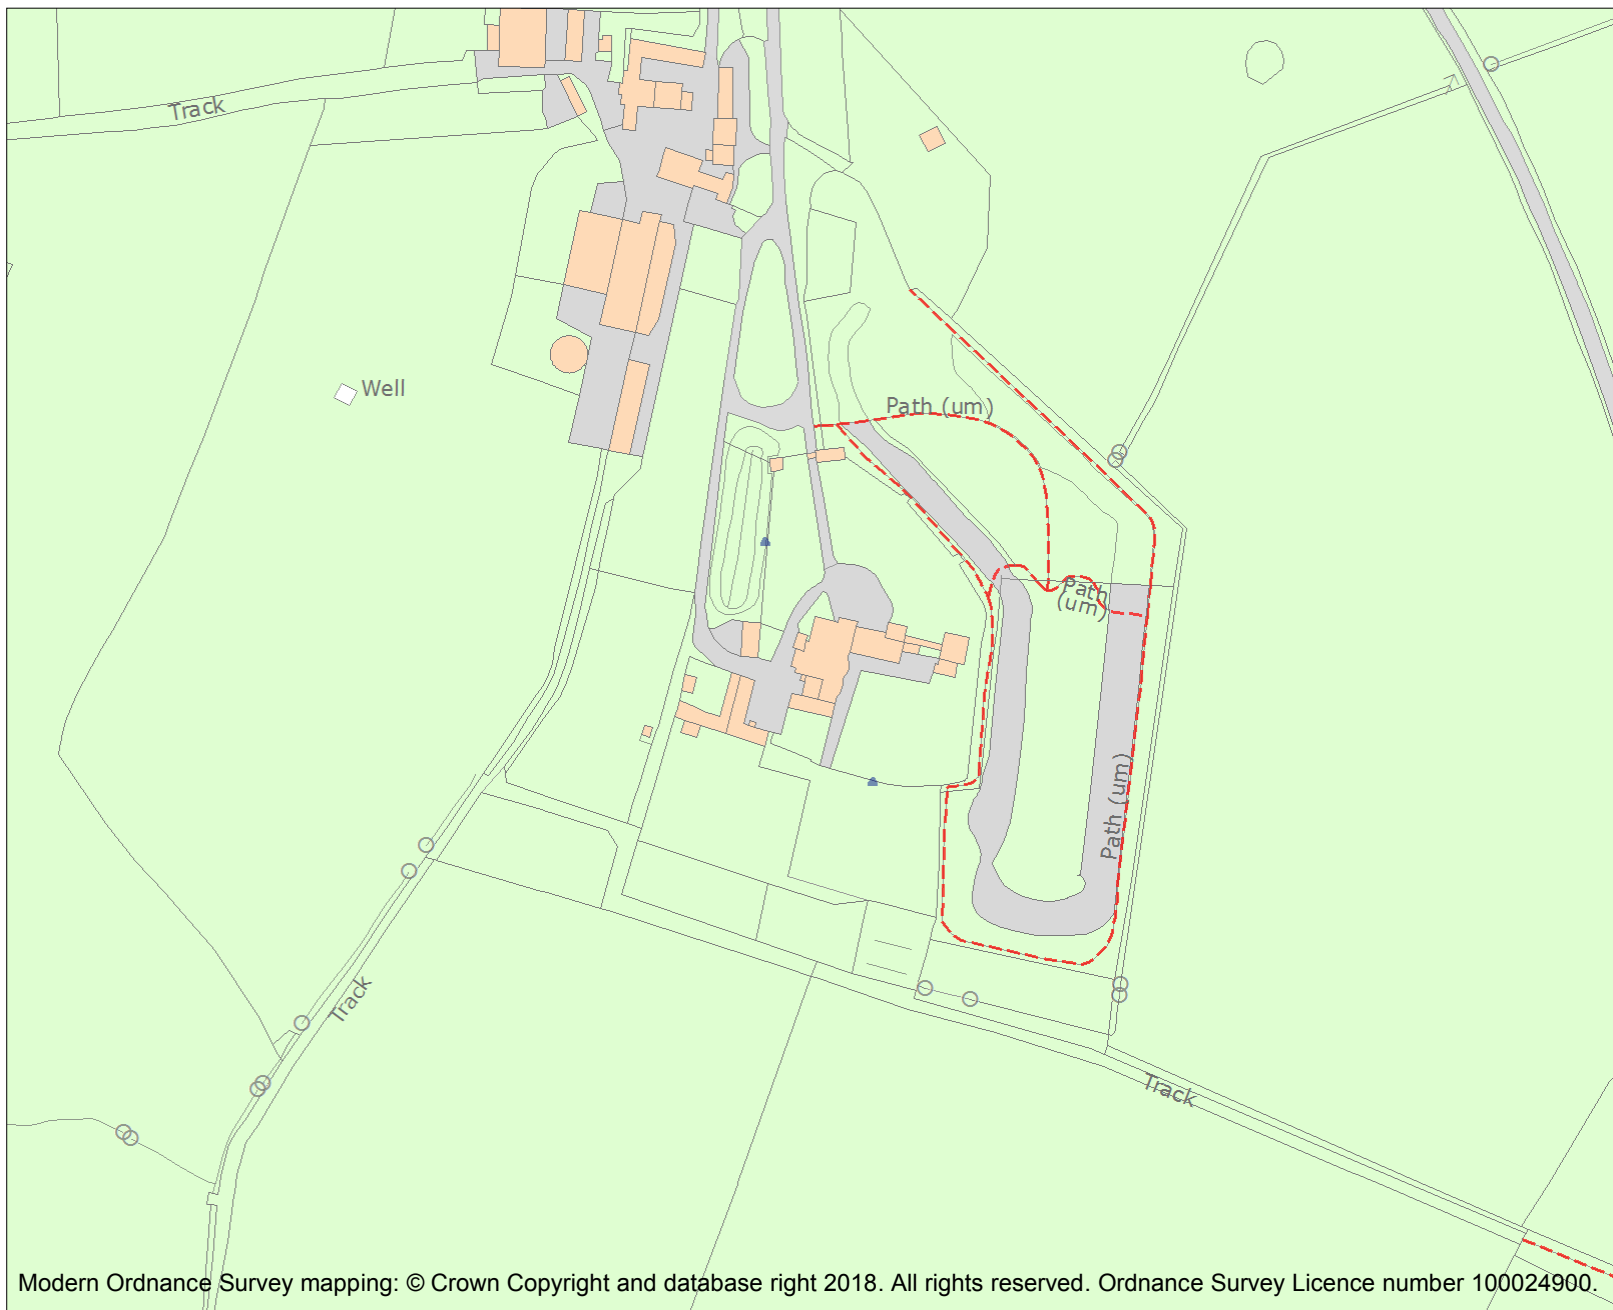 Track
Well
Path (um)
Path
(um)
Path (um)
Track
Track
Modern Ordnance Survey mapping: © Crown Copyright and database right 2018. All rights reserved. Ordnance Survey Licence number 100024900.